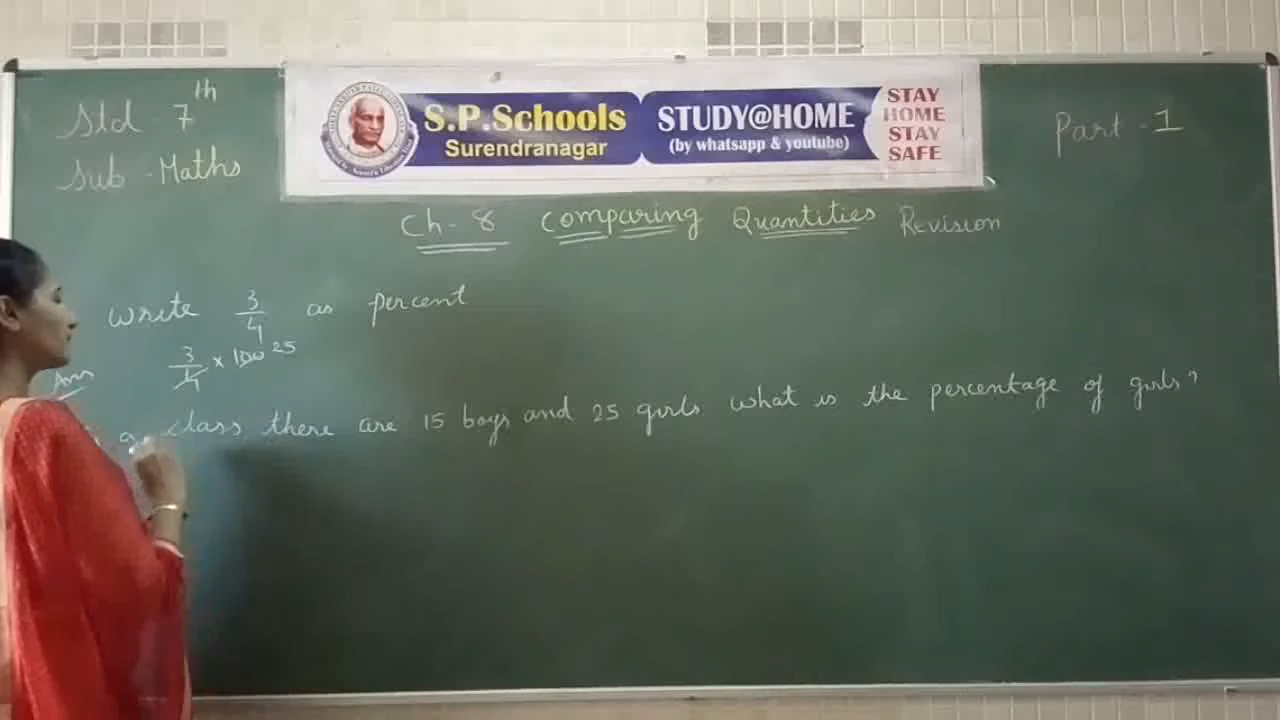 Std 7th
Sub - Maths
S.P.Schools
Surendranagar
STUDY@HOME
(by whatsapp & youtube)
STAY
HOME
STAY
SAFE
Part - 1
Ch - 8 Comparing Quantities Revision
Write 3/4 as percent
3/4 × 100 25
Ans
class there are 15 boys and 25 girls what is the percentage of girls?